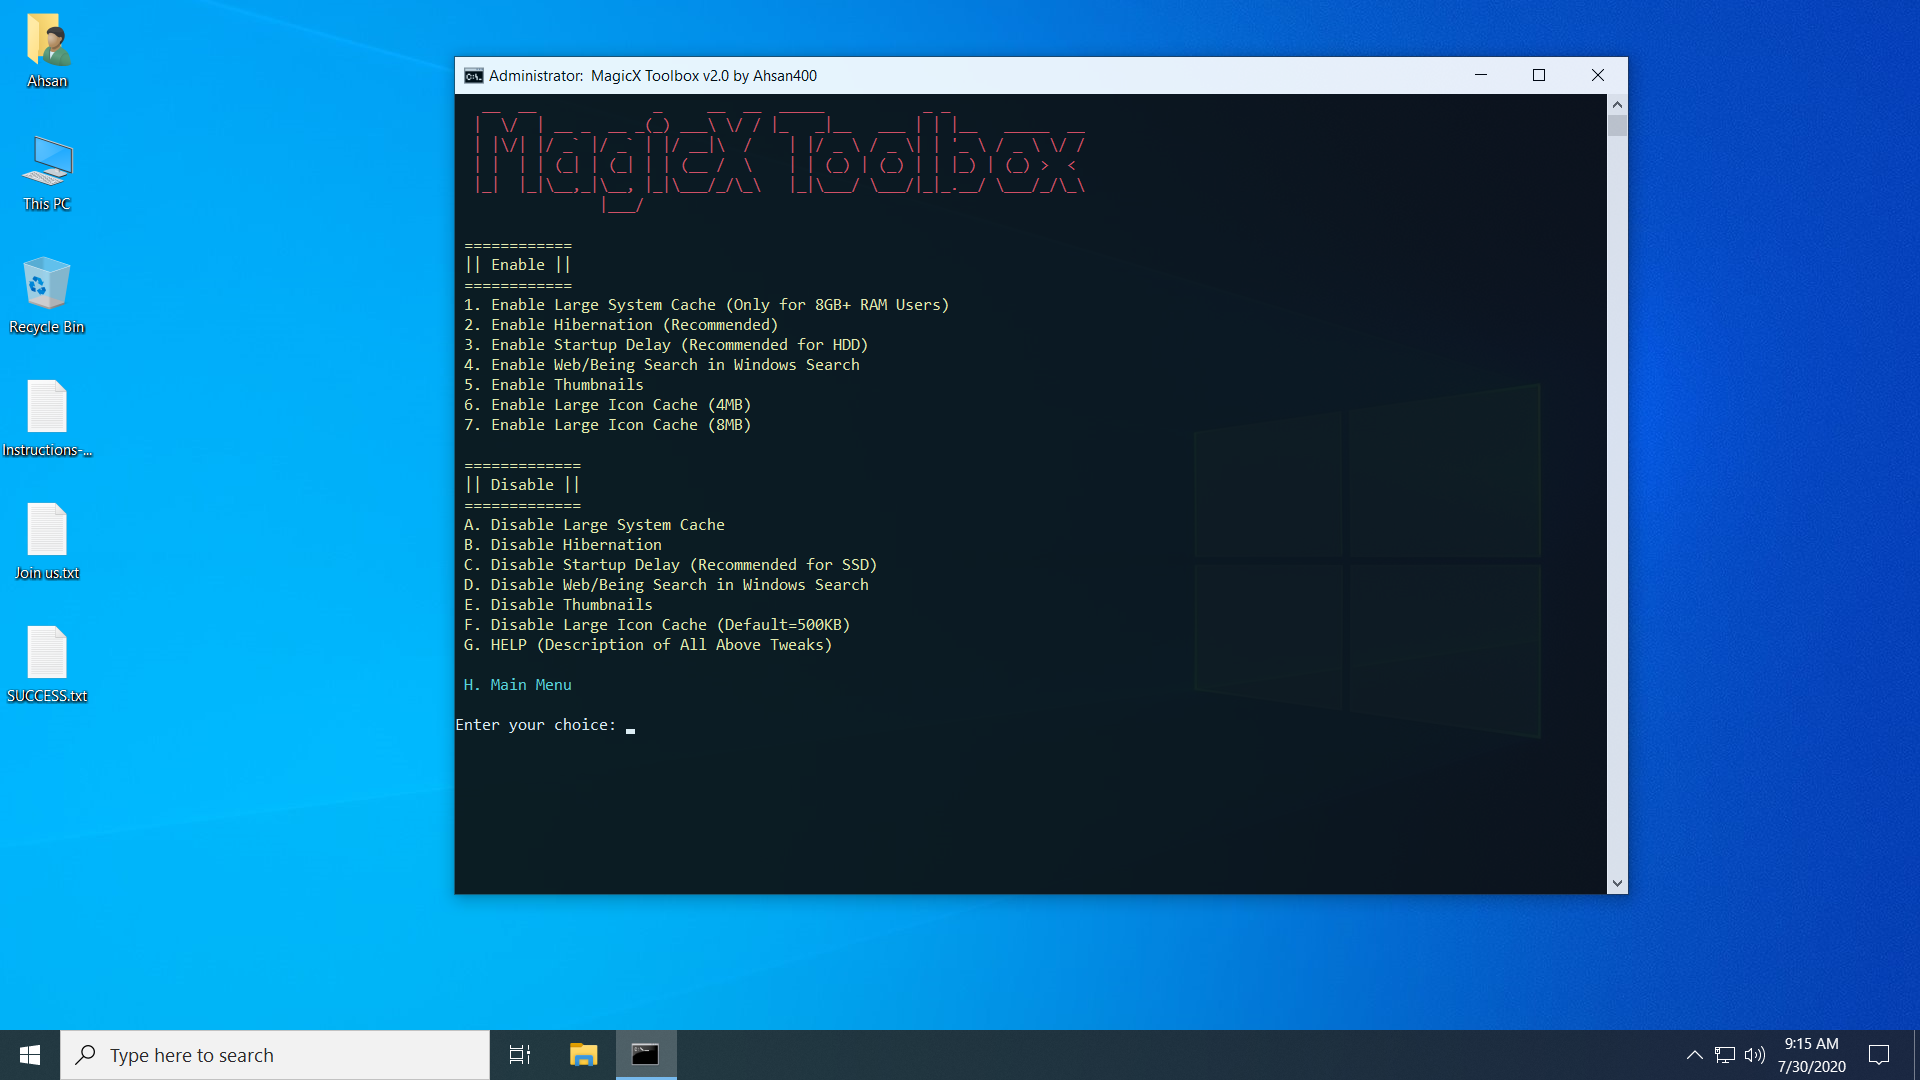 Ahsan
This PC
Recycle Bin
Instructions-...
Join us.txt
SUCCESS.txt
Administrator:  MagicX Toolbox v2.0 by Ahsan400
MagicX Toolbox
============
|| Enable ||
============
1. Enable Large System Cache (Only for 8GB+ RAM Users)
2. Enable Hibernation (Recommended)
3. Enable Startup Delay (Recommended for HDD)
4. Enable Web/Being Search in Windows Search
5. Enable Thumbnails
6. Enable Large Icon Cache (4MB)
7. Enable Large Icon Cache (8MB)
=============
|| Disable ||
=============
A. Disable Large System Cache
B. Disable Hibernation
C. Disable Startup Delay (Recommended for SSD)
D. Disable Web/Being Search in Windows Search
E. Disable Thumbnails
F. Disable Large Icon Cache (Default=500KB)
G. HELP (Description of All Above Tweaks)
H. Main Menu
Enter your choice: _
Type here to search
9:15 AM
7/30/2020